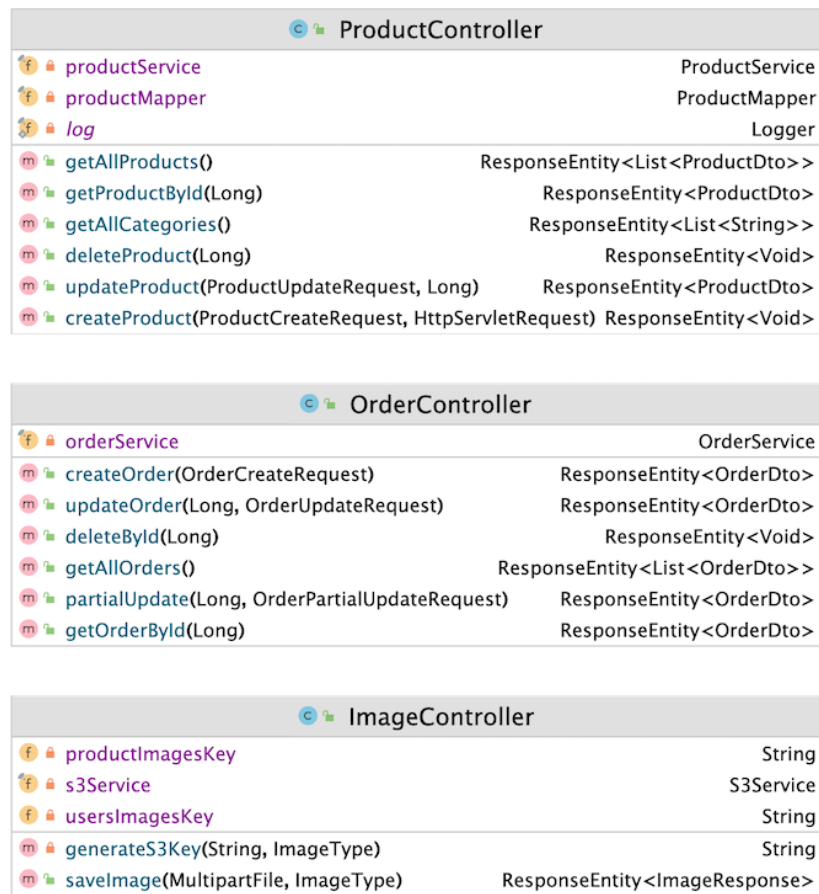 ProductController
productService ProductService
productMapper ProductMapper
log Logger
getAllProducts() ResponseEntity<List<ProductDto>>
getProductById(Long) ResponseEntity<ProductDto>
getAllCategories() ResponseEntity<List<String>>
deleteProduct(Long) ResponseEntity<Void>
updateProduct(ProductUpdateRequest, Long) ResponseEntity<ProductDto>
createProduct(ProductCreateRequest, HttpServletRequest) ResponseEntity<Void>
OrderController
orderService OrderService
createOrder(OrderCreateRequest) ResponseEntity<OrderDto>
updateOrder(Long, OrderUpdateRequest) ResponseEntity<OrderDto>
deleteById(Long) ResponseEntity<Void>
getAllOrders() ResponseEntity<List<OrderDto>>
partialUpdate(Long, OrderPartialUpdateRequest) ResponseEntity<OrderDto>
getOrderById(Long) ResponseEntity<OrderDto>
ImageController
productImagesKey String
s3Service S3Service
usersImagesKey String
generateS3Key(String, ImageType) String
saveImage(MultipartFile, ImageType) ResponseEntity<ImageResponse>